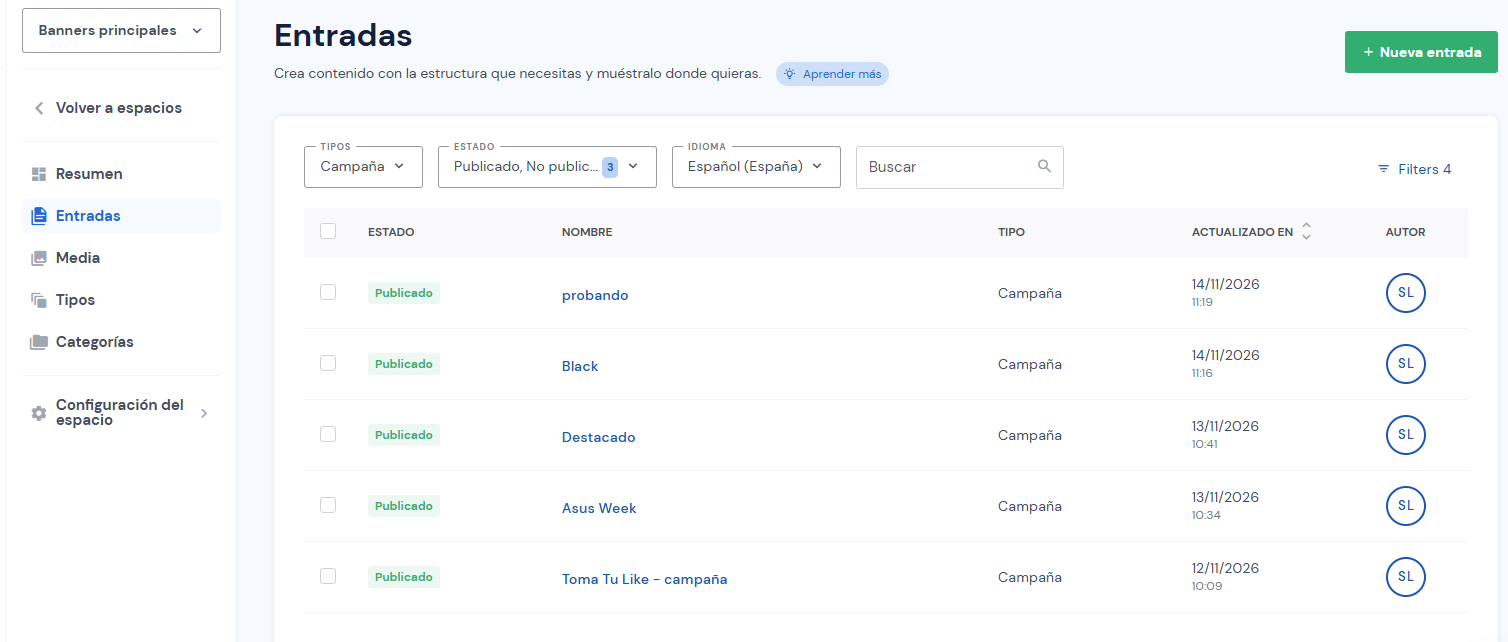 Banners principales
Volver a espacios
Resumen
Entradas
Media
Tipos
Categorías
Configuración del
espacio
Entradas
Crea contenido con la estructura que necesitas y muéstralo donde quieras.
Aprender más
+ Nueva entrada
TIPOS
Campaña
ESTADO
Publicado, No public... 3
IDIOMA
Español (España)
Buscar
Filters 4
ESTADO NOMBRE TIPO ACTUALIZADO EN AUTOR
Publicado probando Campaña 14/11/2026 SL
11:19
Publicado Black Campaña 14/11/2026 SL
11:16
Publicado Destacado Campaña 13/11/2026 SL
10:41
Publicado Asus Week Campaña 13/11/2026 SL
10:34
Publicado Toma Tu Like - campaña Campaña 12/11/2026 SL
10:09